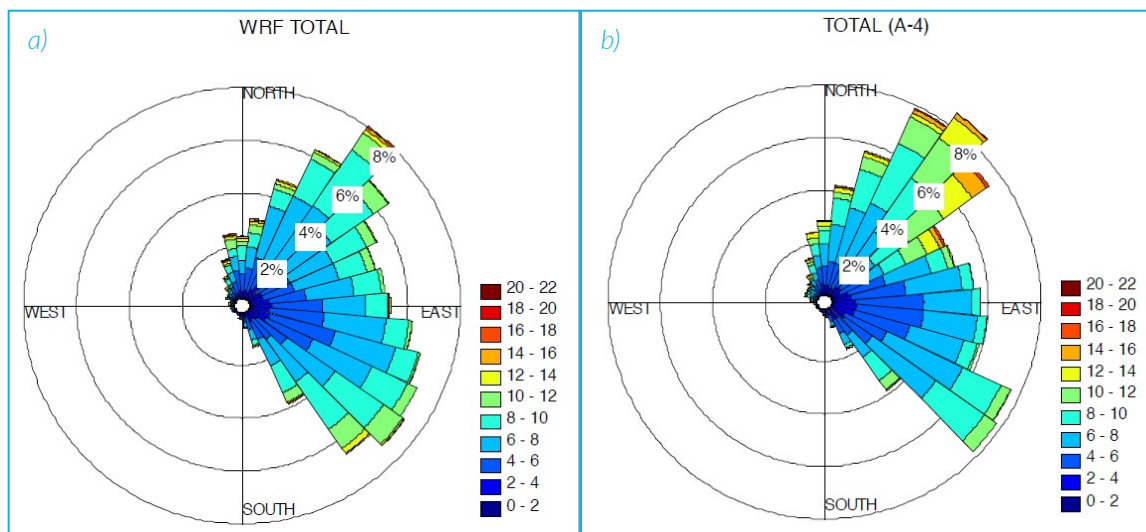 a)
WRF TOTAL
NORTH
8%
6%
4%
2%
WEST
EAST
SOUTH
20 - 22
18 - 20
16 - 18
14 - 16
12 - 14
10 - 12
8 - 10
6 - 8
4 - 6
2 - 4
0 - 2
b)
TOTAL (A-4)
NORTH
8%
6%
4%
2%
WEST
EAST
SOUTH
20 - 22
18 - 20
16 - 18
14 - 16
12 - 14
10 - 12
8 - 10
6 - 8
4 - 6
2 - 4
0 - 2